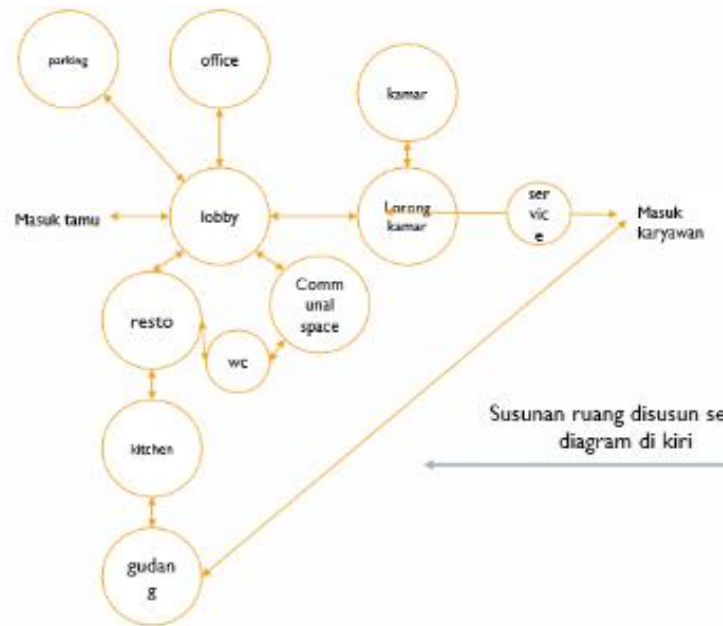 parking
office
kamar
Masuk tamu
lobby
Lorong
kamar
ser
vic
e
Masuk
karyawan
resto
Comm
unal
space
wc
kitchen
gudan
g
Susunan ruang disusun se
diagram di kiri